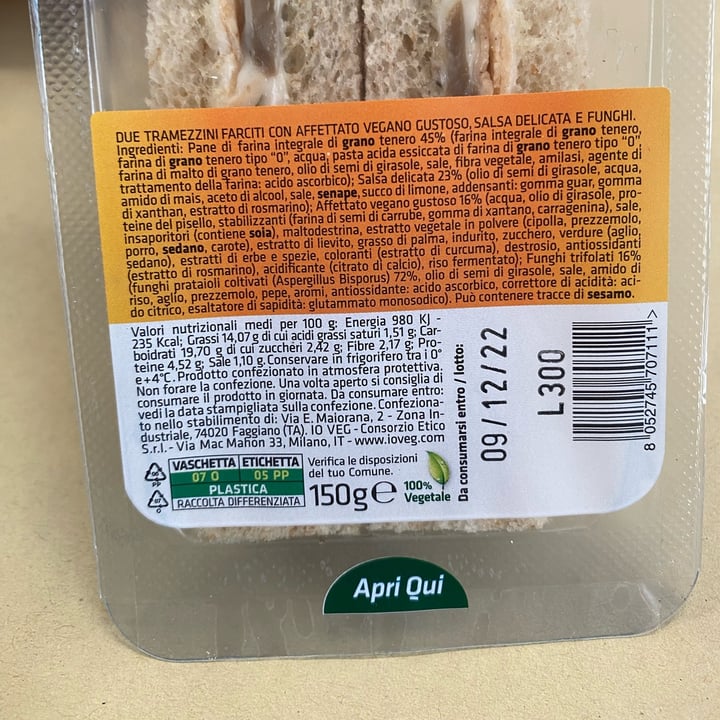 DUE TRAMEZZINI FARCITI CON AFFETTATO VEGANO GUSTOSO, SALSA DELICATA E FUNGHI.
Ingredienti: Pane di farina integrale di grano tenero 45% (farina integrale di grano tenero,
farina di grano tenero tipo "0", acqua, pasta acida essiccata di farina di grano tenero tipo "0",
farina di malto di grano tenero, olio di semi di girasole, sale, fibra vegetale, amilasi, agente di
trattamento della farina: acido ascorbico); Salsa delicata 23% (olio di semi di girasole, acqua,
amido di mais, aceto di alcool, sale, senape, succo di limone, addensanti: gomma guar, gomma
di xanthan, estratto di rosmarino); Affettato vegano gustoso 16% (acqua, olio di girasole, pro-
teine del pisello, stabilizzanti (farina di semi di carrube, gomma di xantano, carragenina), sale,
insaporitori (contiene soia), maltodestrina, estratto vegetale in polvere (cipolla, prezzemolo,
porro, sedano, carote), estratto di lievito, grasso di palma, indurito, zucchero, verdure (aglio,
sedano), estratti di erbe e spezie, coloranti (estratto di curcuma), destrosio, antiossidanti
(estratto di rosmarino), acidificante (citrato di calcio), riso fermentato); Funghi trifolati 16%
(funghi prataioli coltivati (Aspergillus Bisporus) 72%, olio di semi di girasole, sale, amido di
riso, aglio, prezzemolo, pepe, aromi, antiossidante: acido ascorbico, correttore di acidità: aci-
do citrico, esaltatore di sapidità: glutammato monosodico). Può contenere tracce di sesamo.
Valori nutrizionali medi per 100 g: Energia 980 KJ -
235 Kcal; Grassi 14,07 g di cui acidi grassi saturi 1,51 g; Car-
boidrati 19,70 g di cui zuccheri 2,42 g; Fibre 2,17 g; Pro-
teine 4,52 g; Sale 1,10 g. Conservare in frigorifero tra i 0°
e +4°C. Prodotto confezionato in atmosfera protettiva.
Non forare la confezione. Una volta aperto si consiglia di
consumare il prodotto in giornata. Da consumare entro:
vedi la data stampigliata sulla confezione. Confeziona-
to nello stabilimento di: Via E. Maiorana, 2 - Zona In-
dustriale, 74020 Faggiano (TA). IO VEG - Consorzio Etico
S.r.l. - Via Mac Mahon 33, Milano, IT - www.ioveg.com
Da consumarsi entro / lotto:
09/12/22
L300
8 052745 707111 >
PP
VASCHETTA ETICHETTA
07 O 05 PP
PLASTICA
RACCOLTA DIFFERENZIATA
Verifica le disposizioni
del tuo Comune.
150g e
100%
Vegetale
Apri Qui